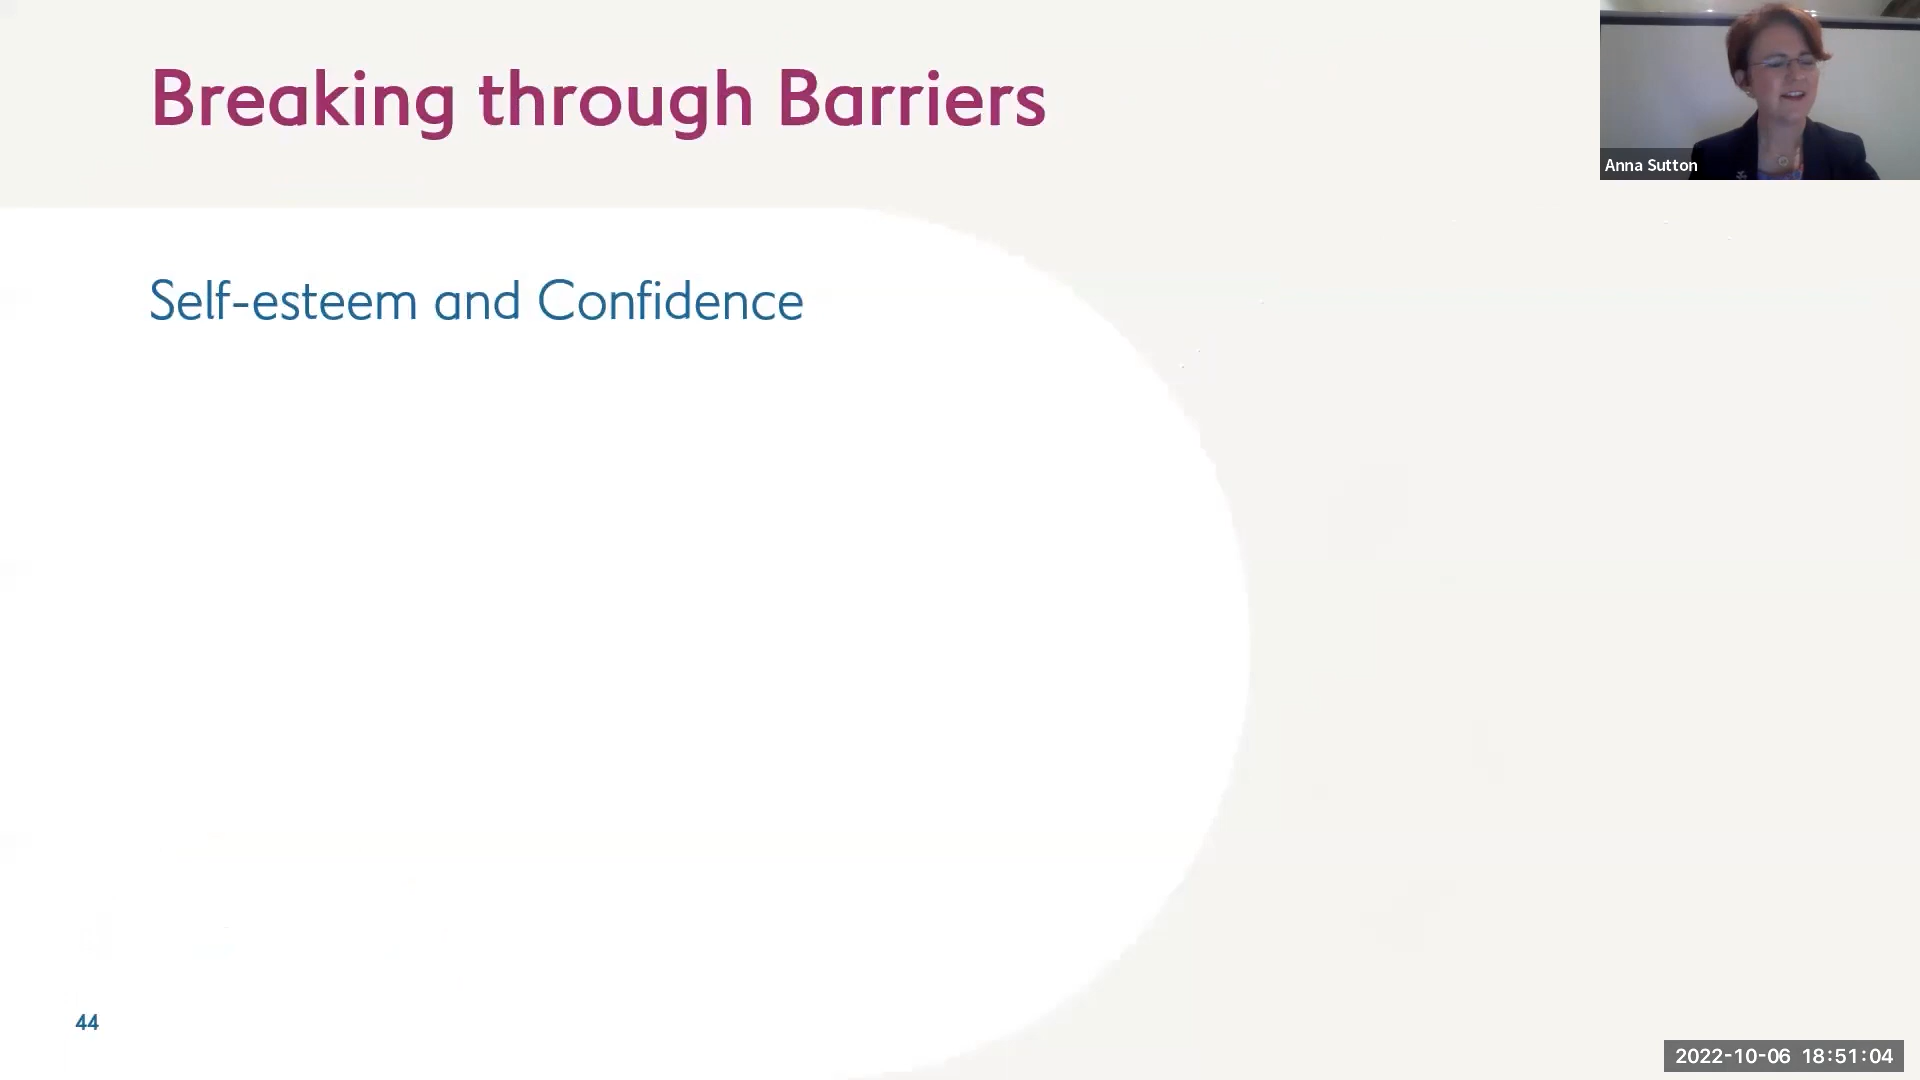 Breaking through Barriers
Anna Sutton
Self-esteem and Confidence
44
2022-10-06 18:51:04